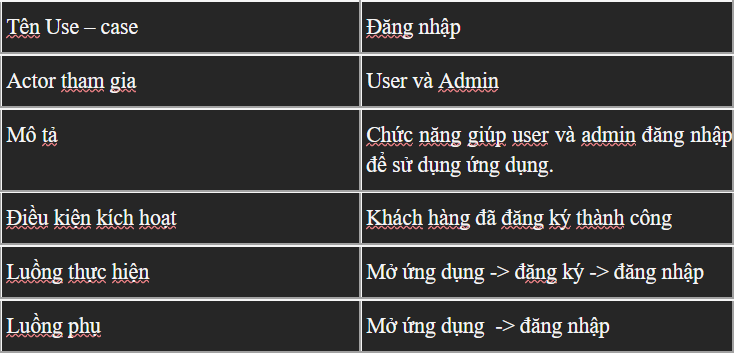 Tên Use – case
Đăng nhập
Actor tham gia
User và Admin
Mô tả
Chức năng giúp user và admin đăng nhập
để sử dụng ứng dụng.
Điều kiện kích hoạt
Khách hàng đã đăng ký thành công
Luồng thực hiện
Mở ứng dụng -> đăng ký -> đăng nhập
Luồng phụ
Mở ứng dụng  -> đăng nhập